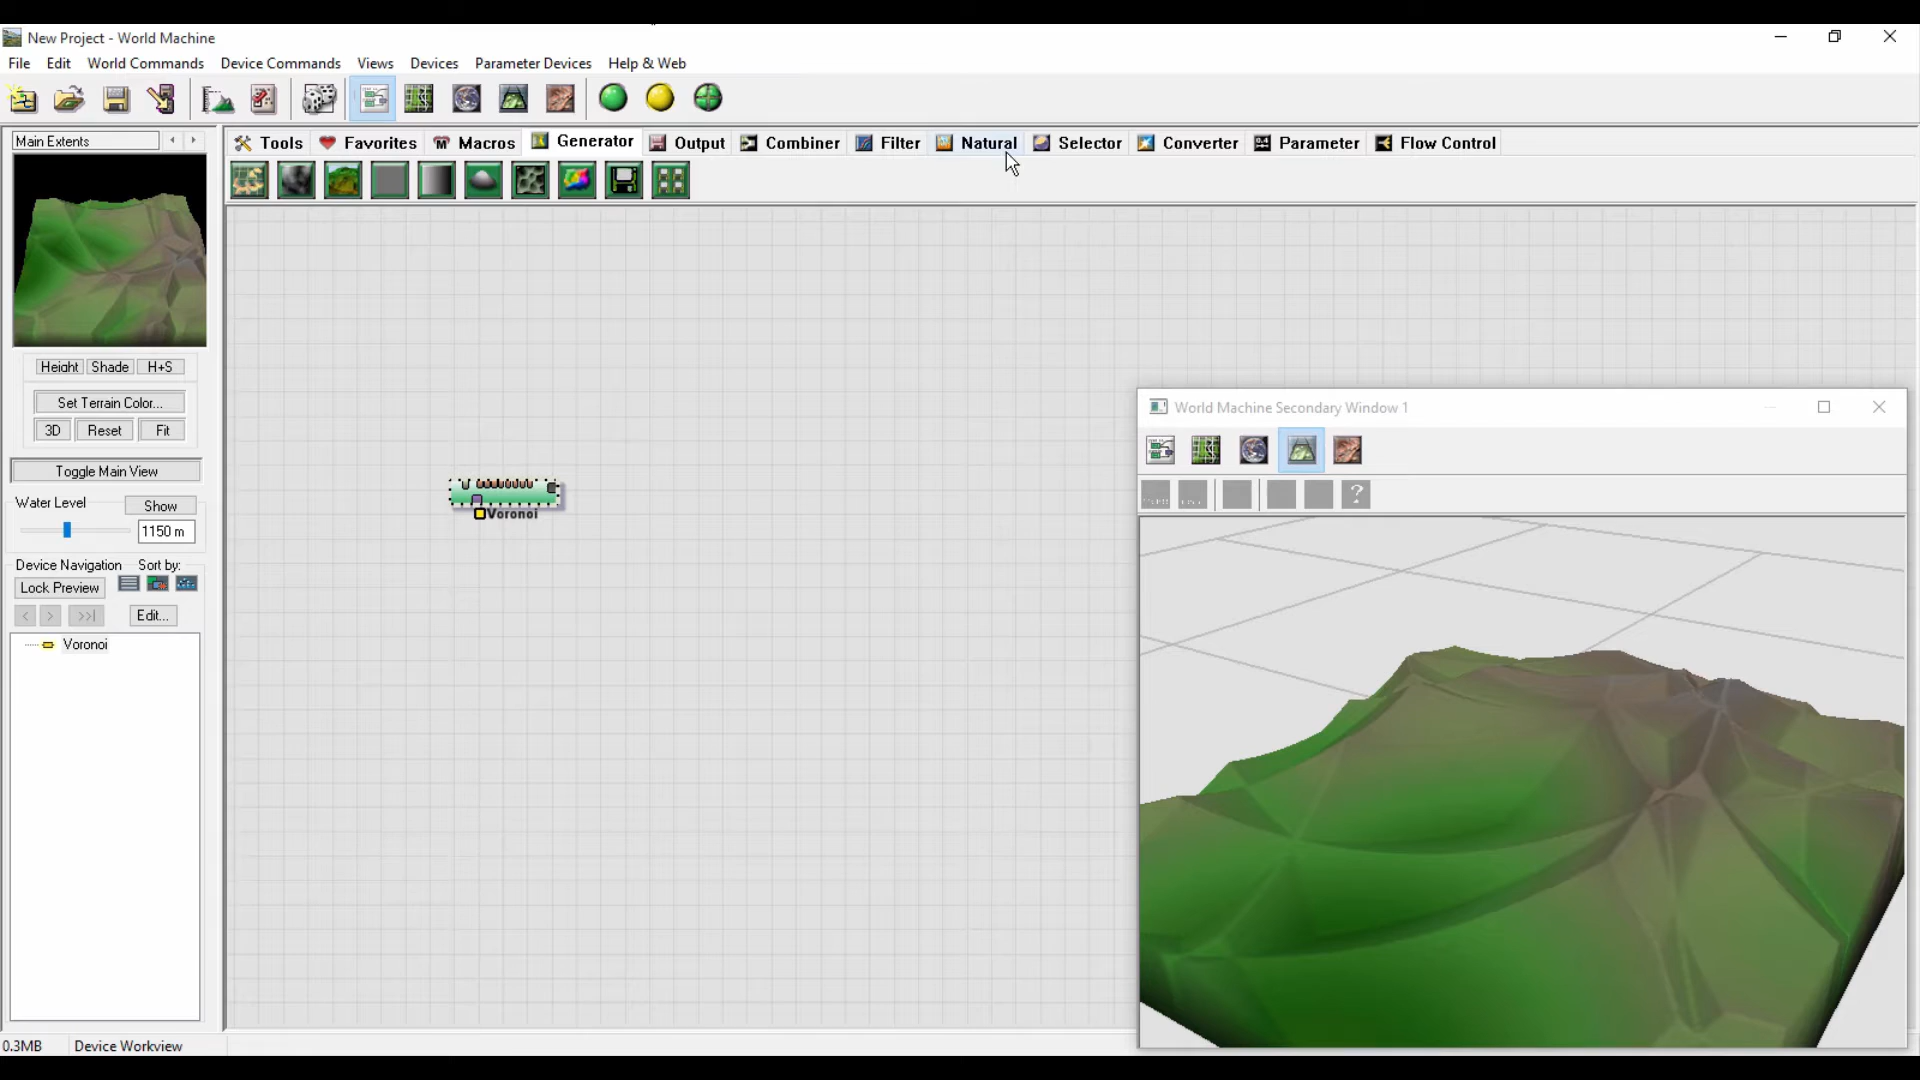 New Project - World Machine
File Edit World Commands Device Commands Views Devices Parameter Devices Help & Web
Main Extents
Tools Favorites Macros Generator Output Combiner Filter Natural Selector Converter Parameter Flow Control
Height Shade H+S
Set Terrain Color...
3D Reset Fit
Toggle Main View
Water Level Show
1150 m
Device Navigation Sort by:
Lock Preview
< > >>| Edit...
Voronoi
Voronoi
World Machine Secondary Window 1
?
0.3MB Device Workview